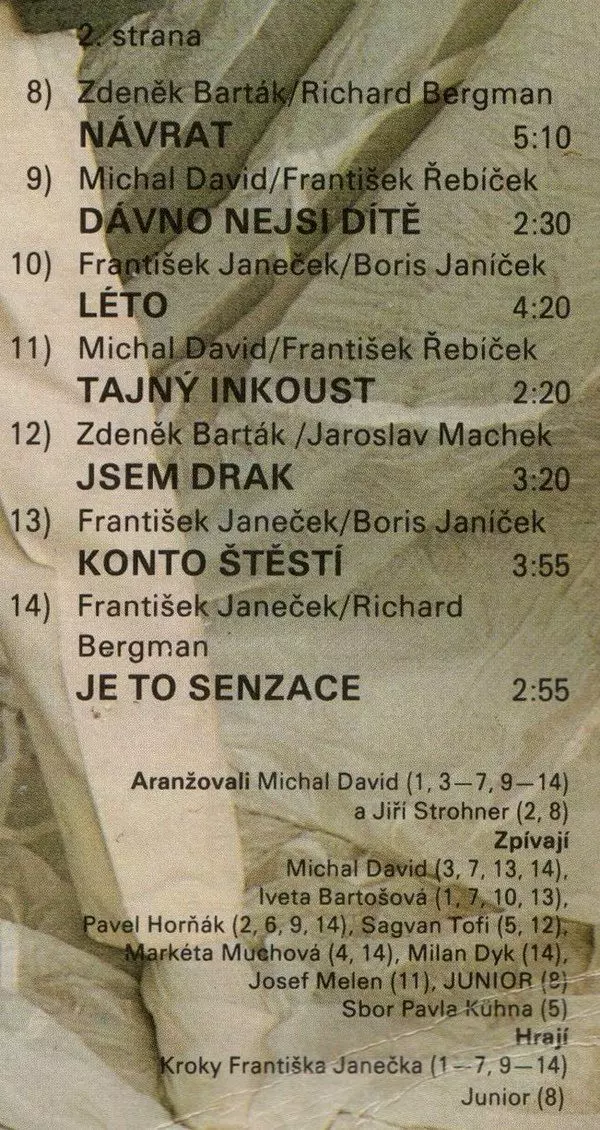 2. strana
8) Zdeněk Barták/Richard Bergman
NÁVRAT 5:10
9) Michal David/František Řebíček
DÁVNO NEJSI DÍTĚ 2:30
10) František Janeček/Boris Janíček
LÉTO 4:20
11) Michal David/František Řebíček
TAJNÝ INKOUST 2:20
12) Zdeněk Barták /Jaroslav Machek
JSEM DRAK 3:20
13) František Janeček/Boris Janíček
KONTO ŠTĚSTÍ 3:55
14) František Janeček/Richard
Bergman
JE TO SENZACE 2:55
Aranžovali Michal David (1, 3–7, 9–14)
a Jiří Strohner (2, 8)
Zpívají
Michal David (3, 7, 13, 14),
Iveta Bartošová (1, 7, 10, 13),
Pavel Horňák (2, 6, 9, 14), Sagvan Tofi (5, 12),
Markéta Muchová (4, 14), Milan Dyk (14),
Josef Melen (11), JUNIOR (8)
Sbor Pavla Kühna (5)
Hrají
Kroky Františka Janečka (1–7, 9–14)
Junior (8)